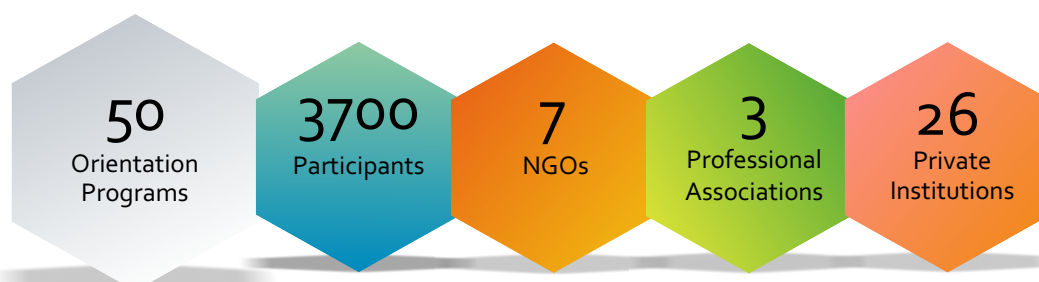 50
Orientation
Programs
3700
Participants
7
NGOs
3
Professional
Associations
26
Private
Institutions